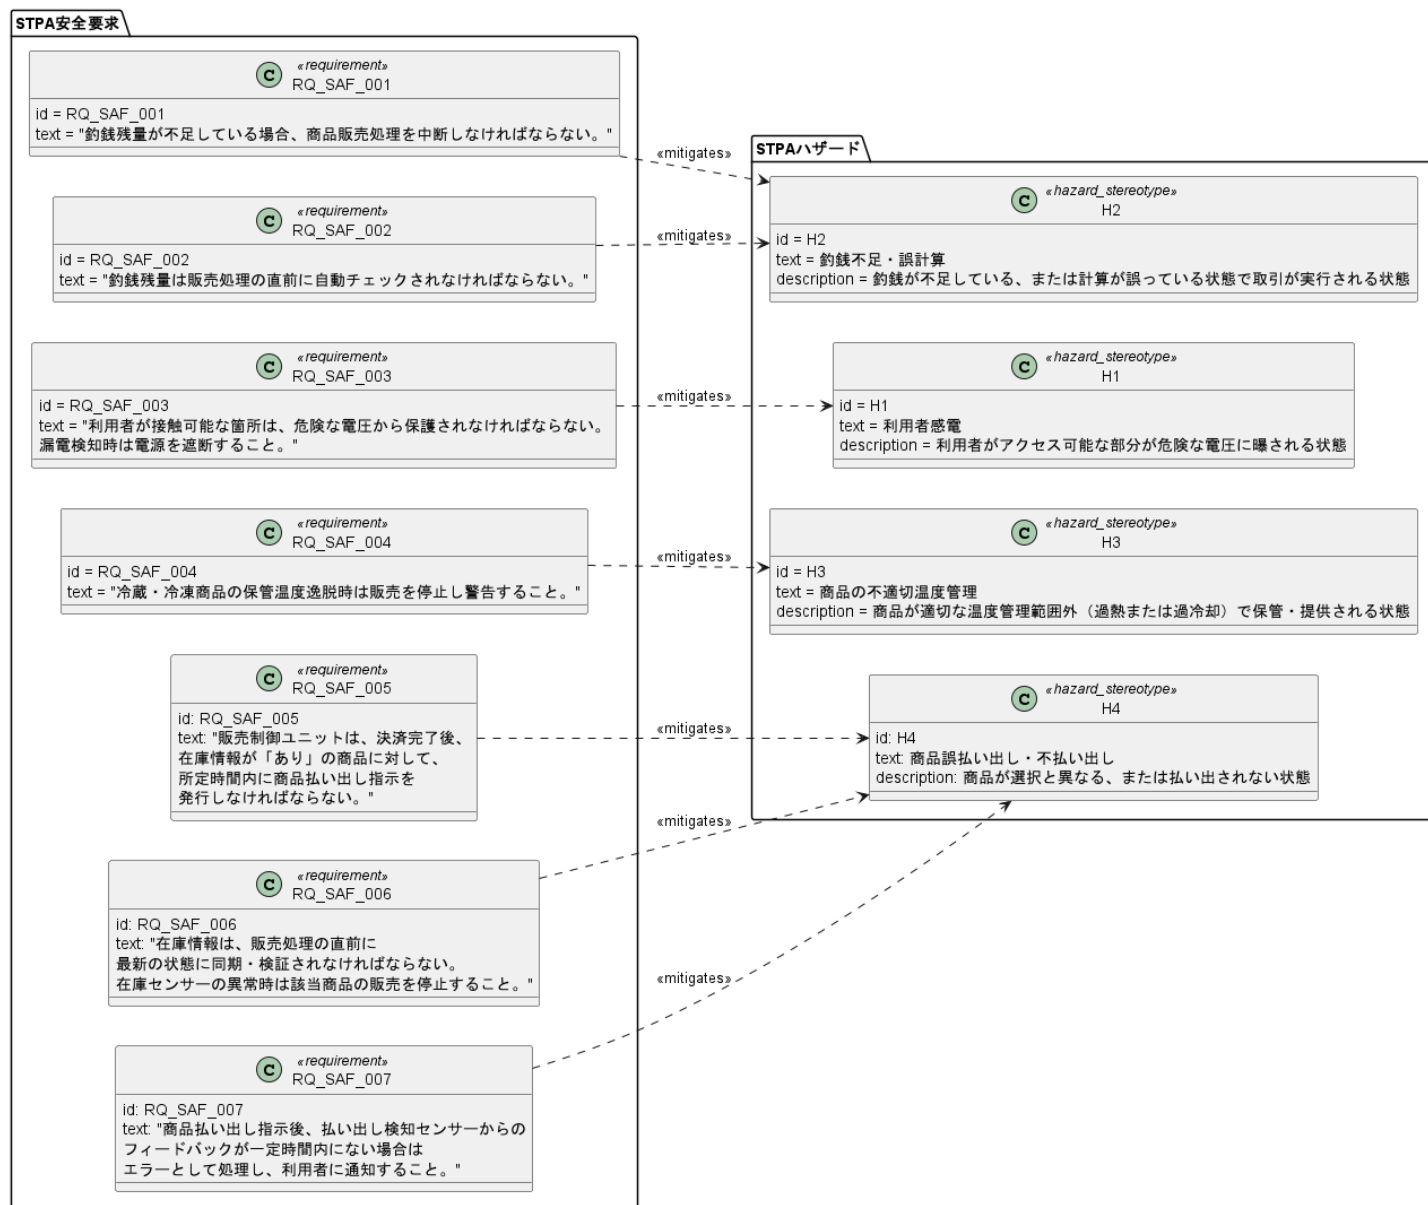 STPA安全要求
«requirement»
C
RQ_SAF_001
id = RQ_SAF_001
text = "釣銭残量が不足している場合、商品販売処理を中断しなければならない。"
«requirement»
C
RQ_SAF_002
id = RQ_SAF_002
text = "釣銭残量は販売処理の直前に自動チェックされなければならない。"
«requirement»
C
RQ_SAF_003
id = RQ_SAF_003
text = "利用者が接触可能な箇所は、危険な電圧から保護されなければならない。
漏電検知時は電源を遮断すること。"
«requirement»
C
RQ_SAF_004
id = RQ_SAF_004
text = "冷蔵・冷凍商品の保管温度逸脱時は販売を停止し警告すること。"
«requirement»
C
RQ_SAF_005
id: RQ_SAF_005
text: "販売制御ユニットは、決済完了後、
在庫情報が「あり」の商品に対して、
所定時間内に商品払い出し指示を
発行しなければならない。"
«requirement»
C
RQ_SAF_006
id: RQ_SAF_006
text: "在庫情報は、販売処理の直前に
最新の状態に同期・検証されなければならない。
在庫センサーの異常時は該当商品の販売を停止すること。"
«requirement»
C
RQ_SAF_007
id: RQ_SAF_007
text: "商品払い出し指示後、払い出し検知センサーからの
フィードバックが一定時間内にない場合は
エラーとして処理し、利用者に通知すること。"
«mitigates»
«mitigates»
«mitigates»
«mitigates»
«mitigates»
«mitigates»
«mitigates»
STPAハザード
«hazard_stereotype»
C
H2
id = H2
text = 釣銭不足・誤計算
description = 釣銭が不足している、または計算が誤っている状態で取引が実行される状態
«hazard_stereotype»
C
H1
id = H1
text = 利用者感電
description = 利用者がアクセス可能な部分が危険な電圧に曝される状態
«hazard_stereotype»
C
H3
id = H3
text = 商品の不適切温度管理
description = 商品が適切な温度管理範囲外（過熱または過冷却）で保管・提供される状態
«hazard_stereotype»
C
H4
id: H4
text: 商品誤払い出し・不払い出し
description: 商品が選択と異なる、または払い出されない状態